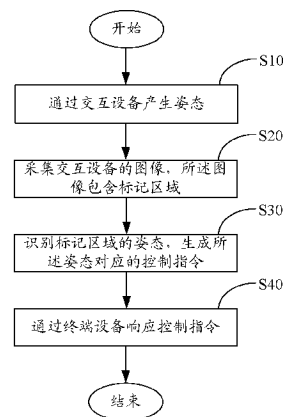 开始
S10
通过交互设备产生姿态
S20
采集交互设备的图像，所述图
像包含标记区域
S30
识别标记区域的姿态，生成所
述姿态对应的控制指令
S40
通过终端设备响应控制指令
结束